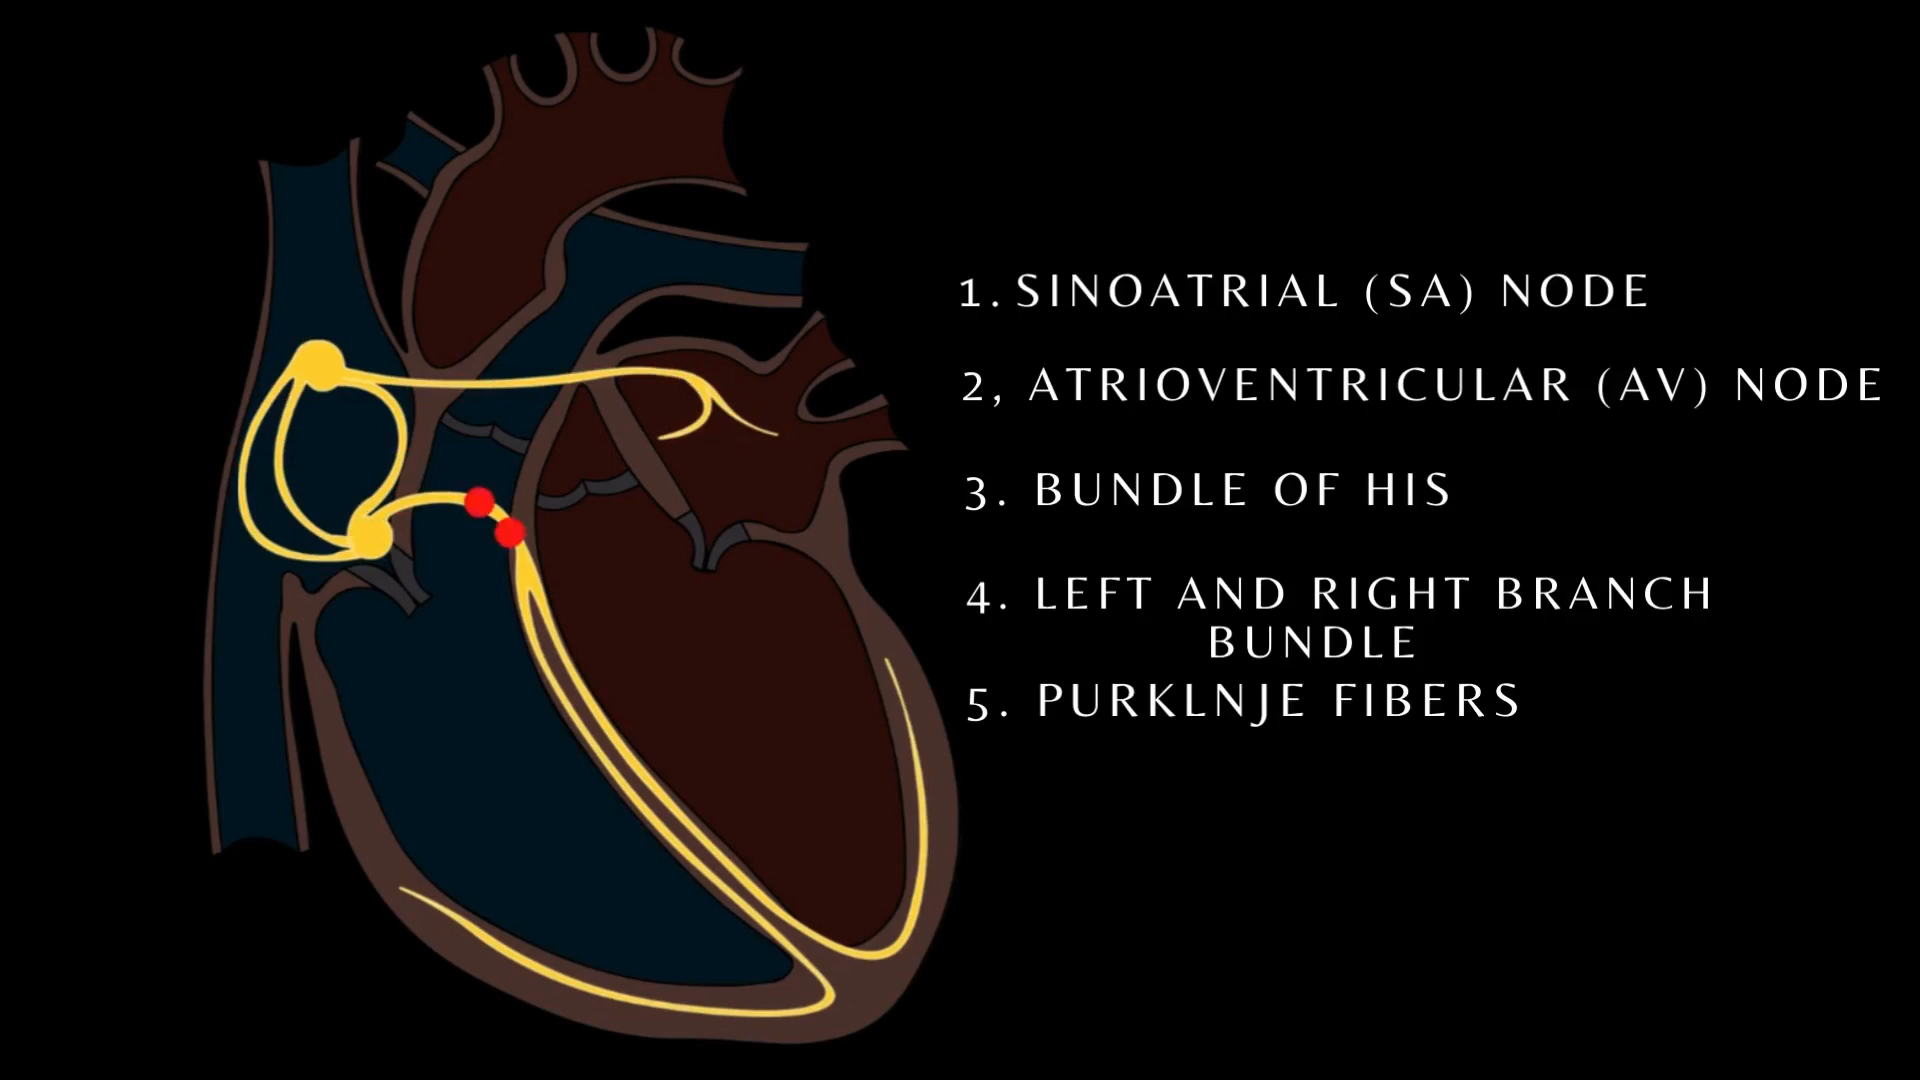 1. SINOATRIAL (SA) NODE
2, ATRIOVENTRICULAR (AV) NODE
3. BUNDLE OF HIS
4. LEFT AND RIGHT BRANCH
BUNDLE
5. PURKLNJE FIBERS